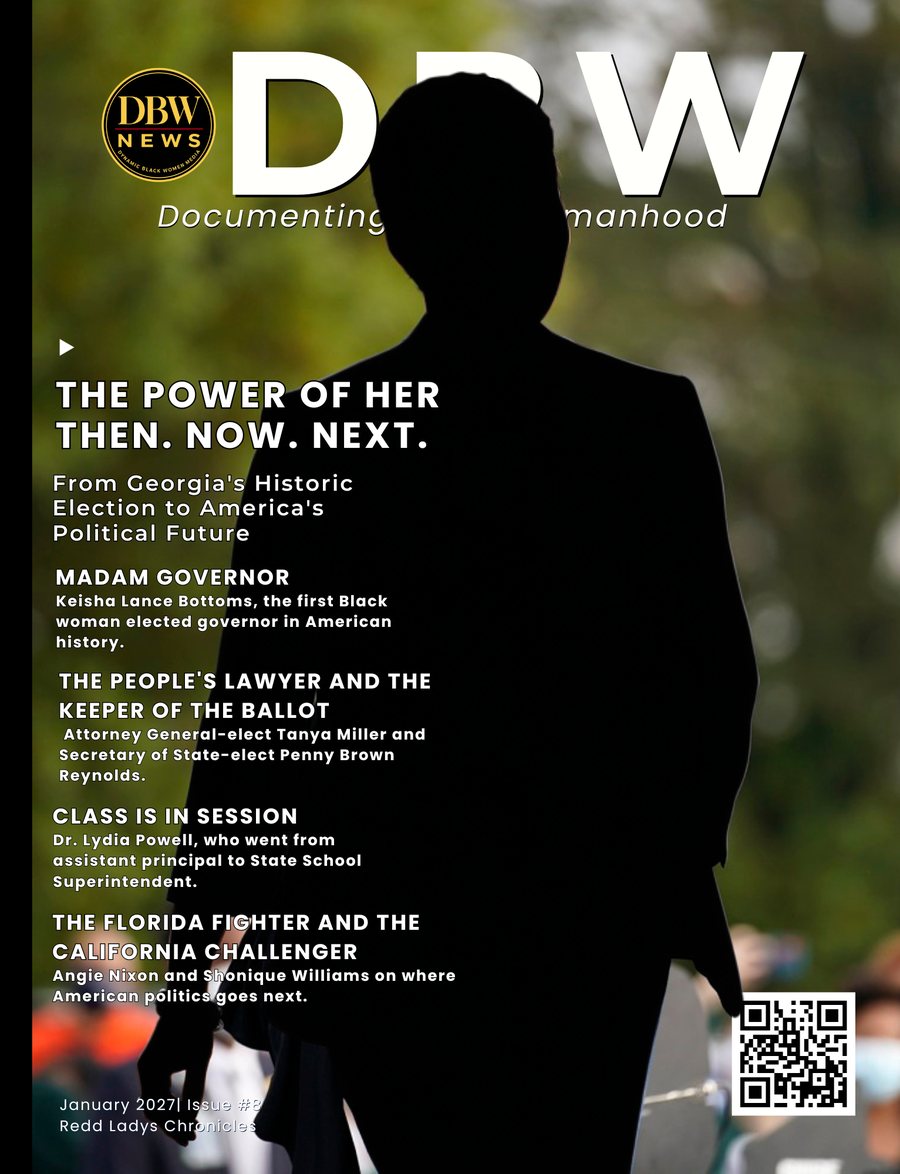 DBW
NEWS
DYNAMIC BLACK WOMEN MEDIA
D W
Documenting manhood
THE POWER OF HER
THEN. NOW. NEXT.
From Georgia's Historic
Election to America's
Political Future
MADAM GOVERNOR
Keisha Lance Bottoms, the first Black
woman elected governor in American
history.
THE PEOPLE'S LAWYER AND THE
KEEPER OF THE BALLOT
Attorney General-elect Tanya Miller and
Secretary of State-elect Penny Brown
Reynolds.
CLASS IS IN SESSION
Dr. Lydia Powell, who went from
assistant principal to State School
Superintendent.
THE FLORIDA FIGHTER AND THE
CALIFORNIA CHALLENGER
Angie Nixon and Shonique Williams on where
American politics goes next.
January 2027| Issue #8
Redd Ladys Chronicles